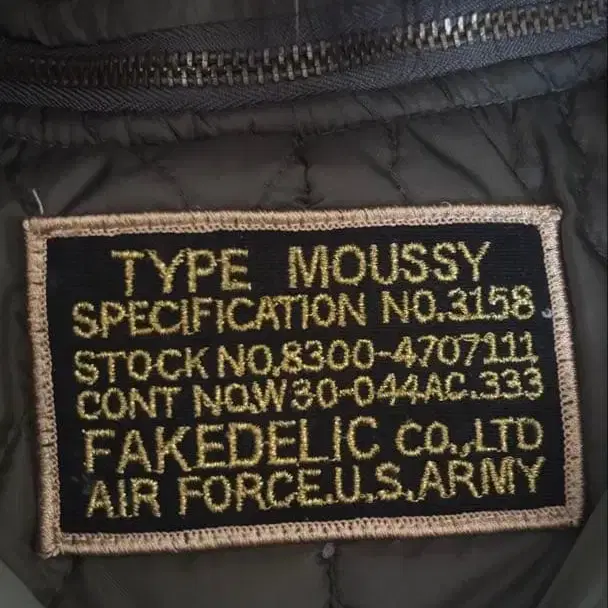 TYPE MOUSSY
SPECIFICATION NO.3158
STOCK NO,8300-4707111
CONT NO.W30-044AC.333
FAKEDELIC CO.,LTD
AIR FORCE.U.S.ARMY